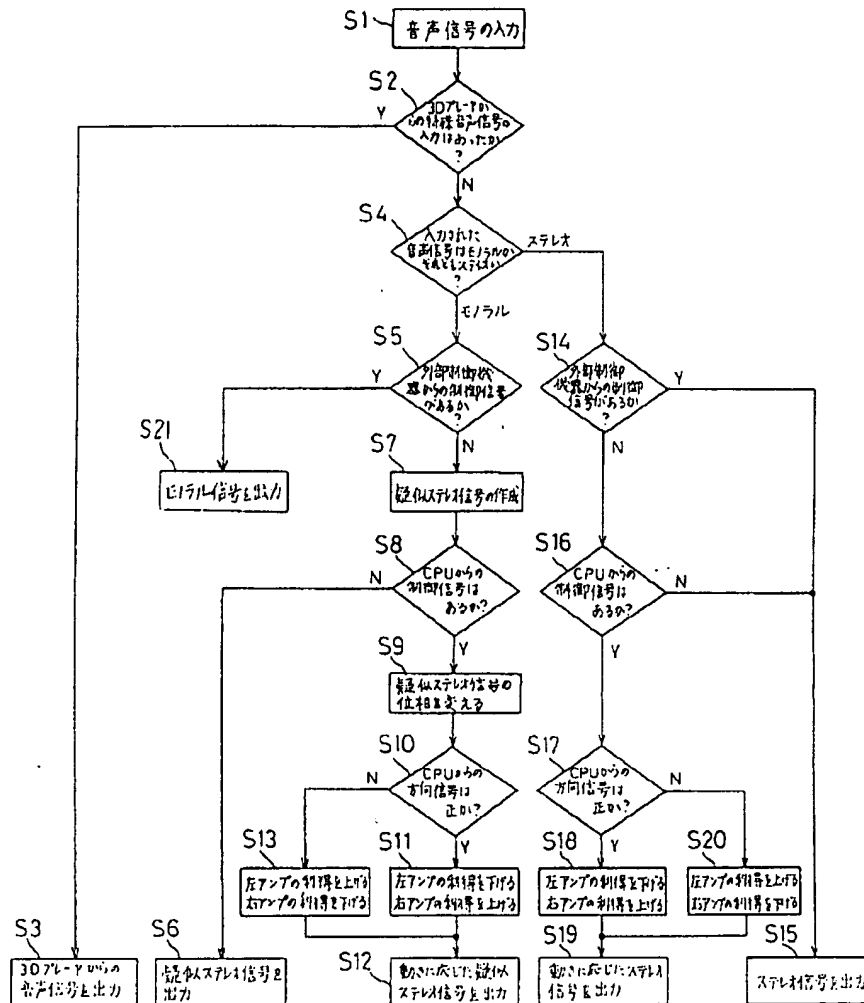 S1
音声信号の入力
S2
3Dプレーヤか
らの特殊音声信号の
入力はあったか
?
Y
N
S4
入力された
音声信号はモノラルか
それともステレオか
?
ステレオ
モノラル
S5
外部制御機
器からの制御信号
があるか
?
Y
N
S14
外部制御
機器からの制御
信号があるか
?
Y
N
S21
モノラル信号を出力
S7
疑似ステレオ信号の作成
S8
CPUからの
制御信号は
あるか?
N
Y
S16
CPUからの
制御信号は
あるか?
N
Y
S9
疑似ステレオ信号の
位相を変える
S10
CPUからの
方向信号は
正か?
N
Y
S17
CPUからの
方向信号は
正か?
N
Y
S13
左アンプの利得を上げる
右アンプの利得を下げる
S11
左アンプの利得を下げる
右アンプの利得を上げる
S18
左アンプの利得を下げる
右アンプの利得を上げる
S20
左アンプの利得を上げる
右アンプの利得を下げる
S3
3Dプレーヤからの
音声信号を出力
S6
疑似ステレオ信号を
出力
S12
動きに応じた疑似
ステレオ信号を出力
S19
動きに応じたステレオ
信号を出力
S15
ステレオ信号を出力